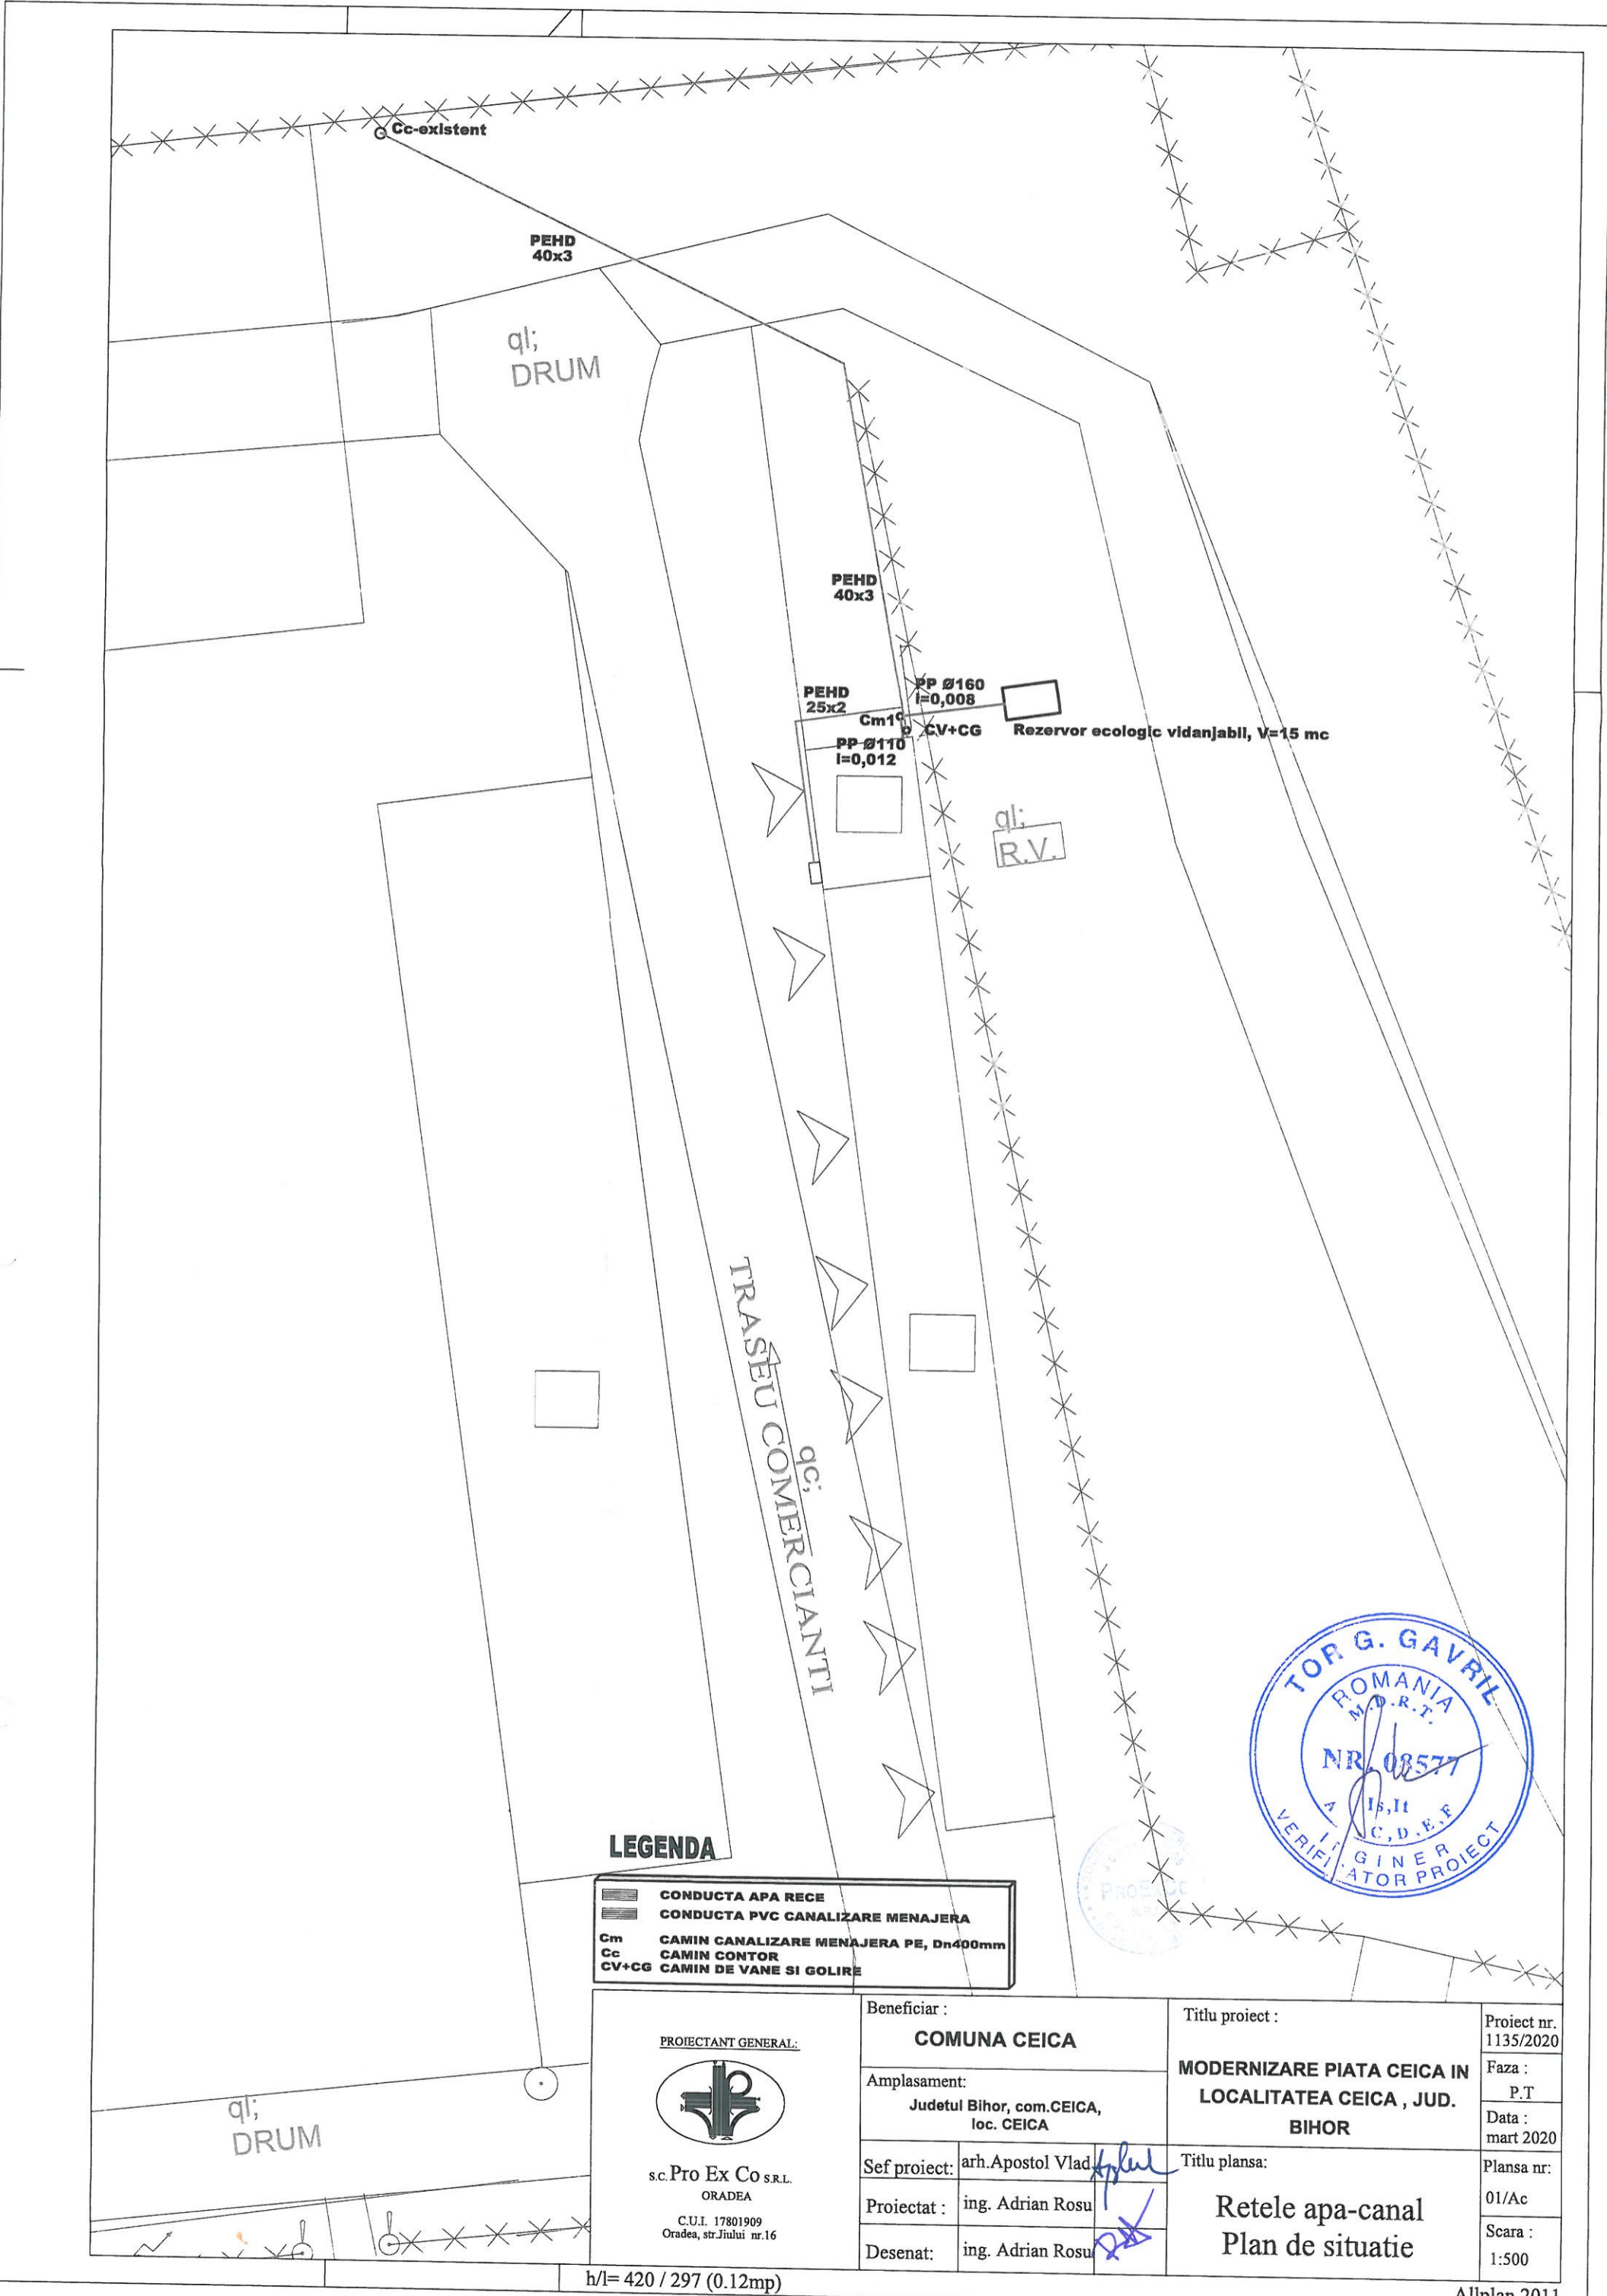 Cc-existent
PEHD
40x3
ql;
DRUM
PEHD
40x3
PEHD
25x2
PP Ø160
i=0,008
Cm1
CV+CG
Rezervor ecologic vidanjabil, V=15 mc
PP Ø110
i=0,012
ql;
R.V.
qc;
TRASEU COMERCIANTI
TOR G. GAVRIL
ROMANIA
M.D.R.T.
NR. 08577
Is,It
C,D,E,F
VERIFICATOR PROIECT
LEGENDA
CONDUCTA APA RECE
CONDUCTA PVC CANALIZARE MENAJERA
Cm CAMIN CANALIZARE MENAJERA PE, Dn400mm
Cc CAMIN CONTOR
CV+CG CAMIN DE VANE SI GOLIRE
ql;
DRUM
PROIECTANT GENERAL:
s.c. Pro Ex Co S.R.L.
ORADEA
C.U.I. 17801909
Oradea, str.Jiului nr.16
Beneficiar :
COMUNA CEICA
Amplasament:
Judetul Bihor, com.CEICA,
loc. CEICA
Sef proiect: arh.Apostol Vlad
Proiectat : ing. Adrian Rosu
Desenat: ing. Adrian Rosu
Titlu proiect :
MODERNIZARE PIATA CEICA IN
LOCALITATEA CEICA , JUD.
BIHOR
Titlu plansa:
Retele apa-canal
Plan de situatie
Proiect nr.
1135/2020
Faza :
P.T
Data :
mart 2020
Plansa nr:
01/Ac
Scara :
1:500
h/l= 420 / 297 (0.12mp)
Allplan 2011